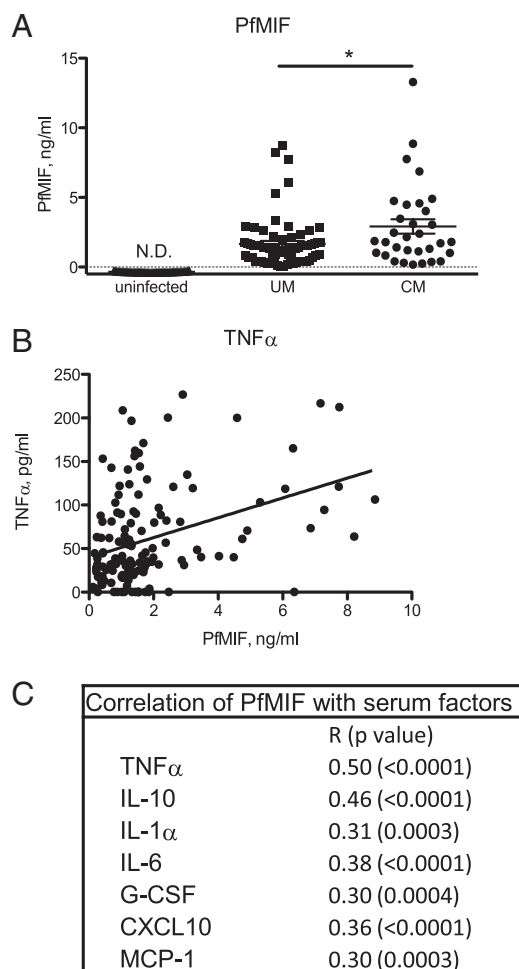 A
PfMIF
*
15
10
5
0
PfMIF, ng/ml
N.D.
uninfected UM CM
B
TNFα
250
200
150
100
50
0
TNFα, pg/ml
0 2 4 6 8 10
PfMIF, ng/ml
C
Correlation of PfMIF with serum factors
R (p value)
TNFα 0.50 (<0.0001)
IL-10 0.46 (<0.0001)
IL-1α 0.31 (0.0003)
IL-6 0.38 (<0.0001)
G-CSF 0.30 (0.0004)
CXCL10 0.36 (<0.0001)
MCP-1 0.30 (0.0003)